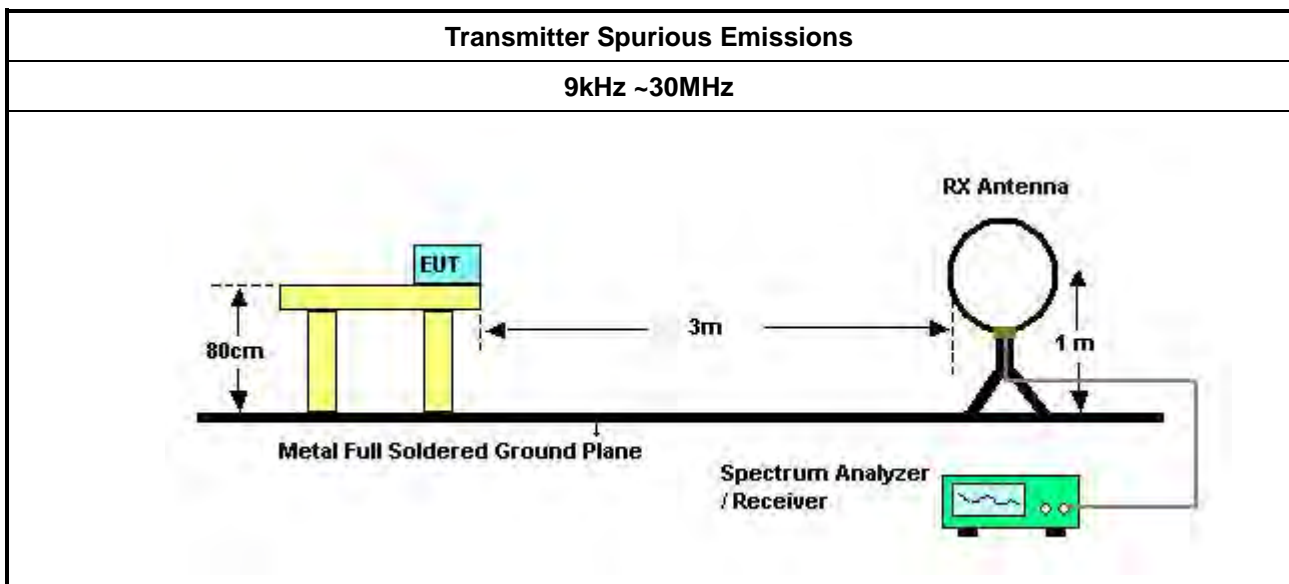 Transmitter Spurious Emissions
9kHz ~30MHz
RX Antenna
EUT
3m
80cm
1 m
Metal Full Soldered Ground Plane
Spectrum Analyzer
/ Receiver